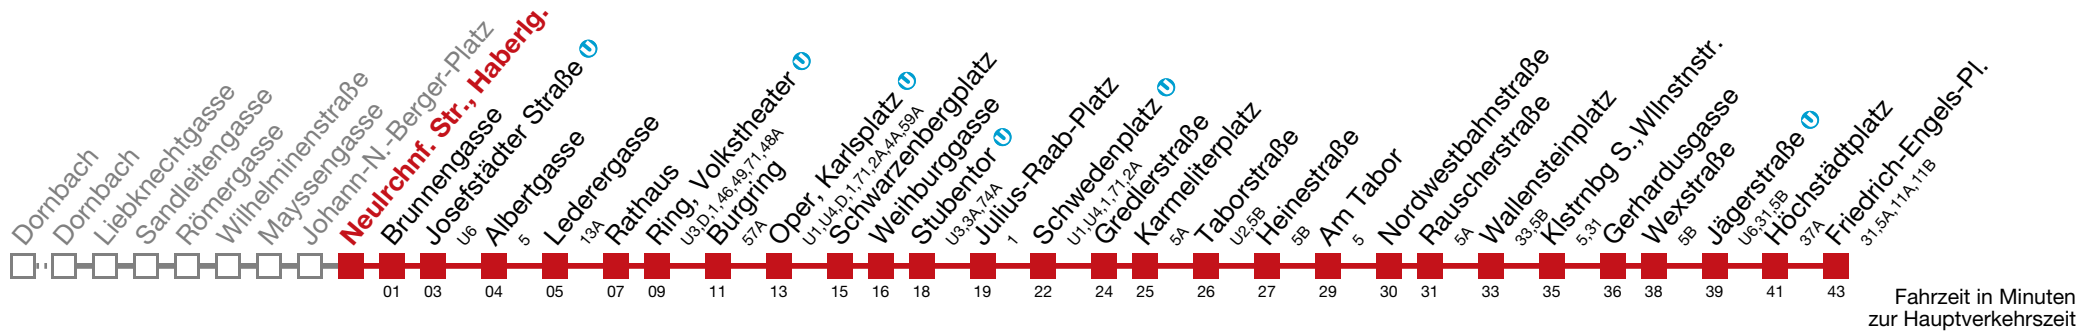 Dornbach
Dornbach
Liebknechtgasse
Sandleitengasse
Römergasse
Wilhelminenstraße
Mayssengasse
Johann-N.-Berger-Platz
Neulrchnf. Str., Haberlg.
Brunnengasse
Josefstädter Straße U
U6
Albertgasse
5
Lederergasse
13A
Rathaus
Ring, Volkstheater U
U3,D,1,46,49,71,48A
Burgring
57A
Oper, Karlsplatz U
U1,U4,D,1,71,2A,4A,59A
Schwarzenbergplatz
Weihburggasse
Stubentor U
U3,3A,74A
Julius-Raab-Platz
1
Schwedenplatz U
U1,U4,1,71,2A
Gredlerstraße
Karmeliterplatz
5A
Taborstraße
U2,5B
Heinestraße
5B
Am Tabor
5
Nordwestbahnstraße
Rauscherstraße
5A
Wallensteinplatz
33,5B
Klstrnbg S., Wllnstnstr.
5,31
Gerhardusgasse
Wexstraße
5B
Jägerstraße U
U6,31,5B
Höchstädtplatz
37A
Friedrich-Engels-Pl.
31,5A,11A,11B
01 03 04 05 07 09 11 13 15 16 18 19 22 24 25 26 27 29 30 31 33 35 36 38 39 41 43
Fahrzeit in Minuten
zur Hauptverkehrszeit